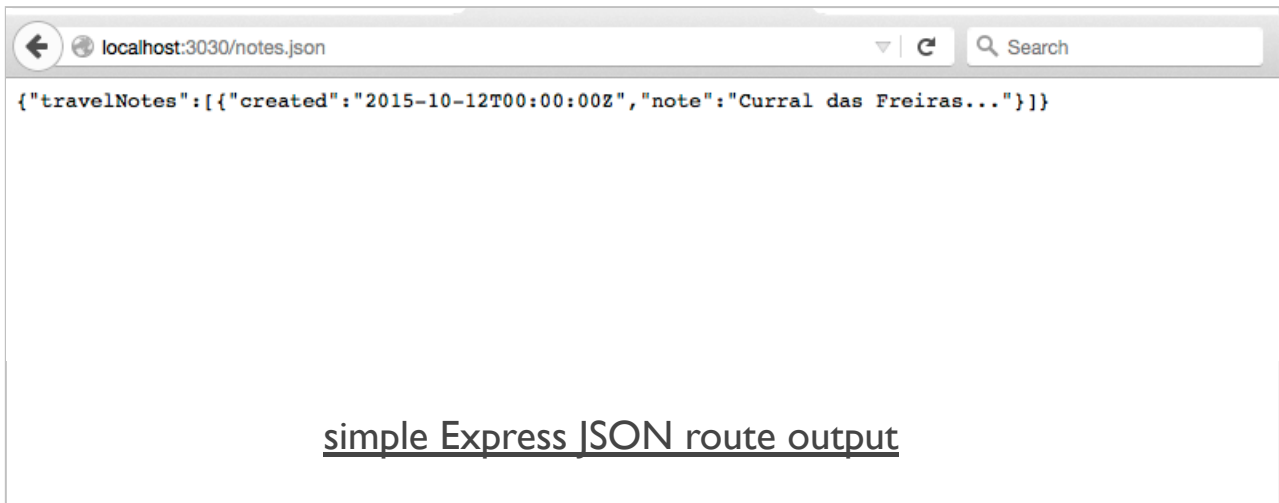 localhost:3030/notes.json
Search
{"travelNotes":[{"created":"2015-10-12T00:00:00Z","note":"Curral das Freiras..."}]}
simple Express JSON route output